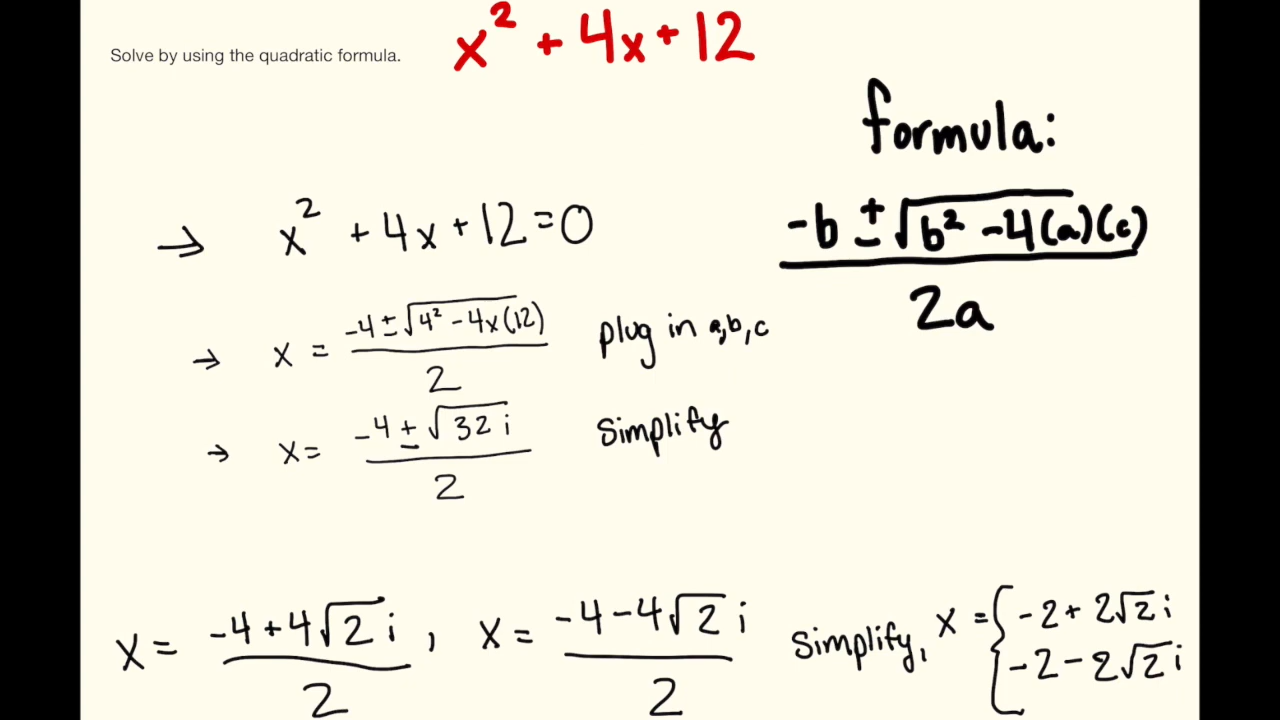 Solve by using the quadratic formula. x² + 4x + 12
formula:
-b ± √(b² - 4(a)(c))
2a
→ x² + 4x + 12 = 0
→ x = (-4 ± √(4² - 4x(12)))/2 plug in a,b,c
→ x = (-4 ± √(32 i))/2 Simplify
x = (-4 + 4√2 i)/2 , x = (-4 - 4√2 i)/2 Simplify, x = { -2 + 2√2 i
-2 - 2√2 i